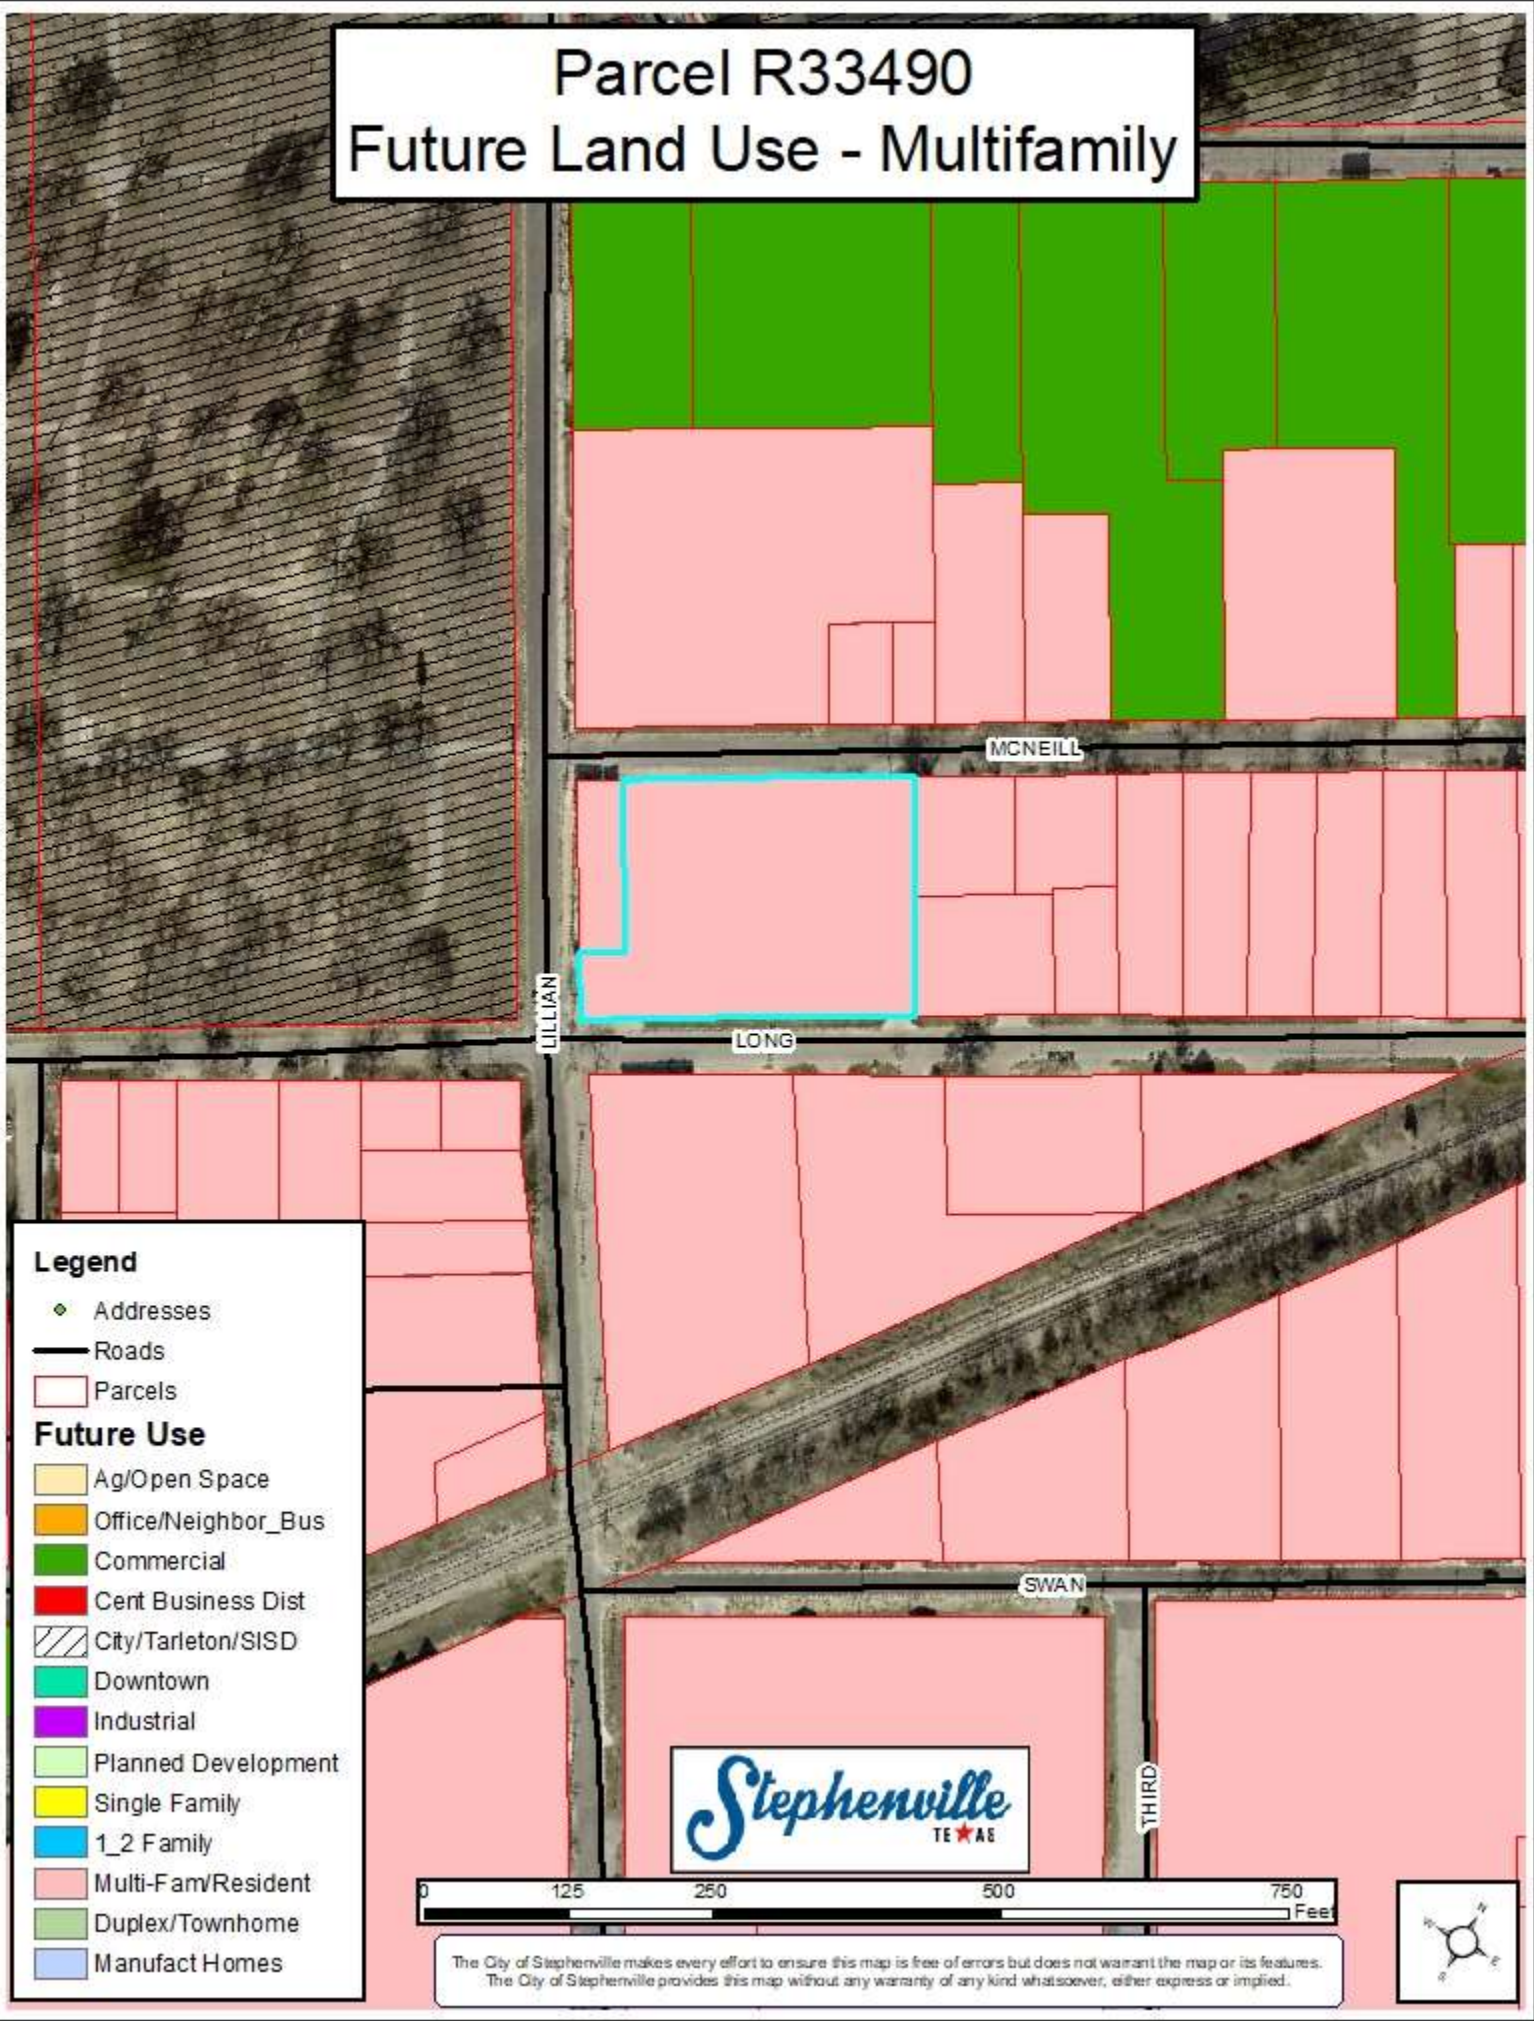 Parcel R33490
Future Land Use - Multifamily
MCNEILL
LILLIAN
LONG
Legend
Addresses
Roads
Parcels
Future Use
Ag/Open Space
Office/Neighbor_Bus
Commercial
Cent Business Dist
City/Tarleton/SISD
Downtown
Industrial
Planned Development
Single Family
1_2 Family
Multi-Fam/Resident
Duplex/Townhome
Manufact Homes
SWAN
THIRD
Stephenville
TEXAS
0 125 250 500 750
Feet
The City of Stephenville makes every effort to ensure this map is free of errors but does not warrant the map or its features.
The City of Stephenville provides this map without any warranty of any kind whatsoever, either express or implied.
N
W
E
S